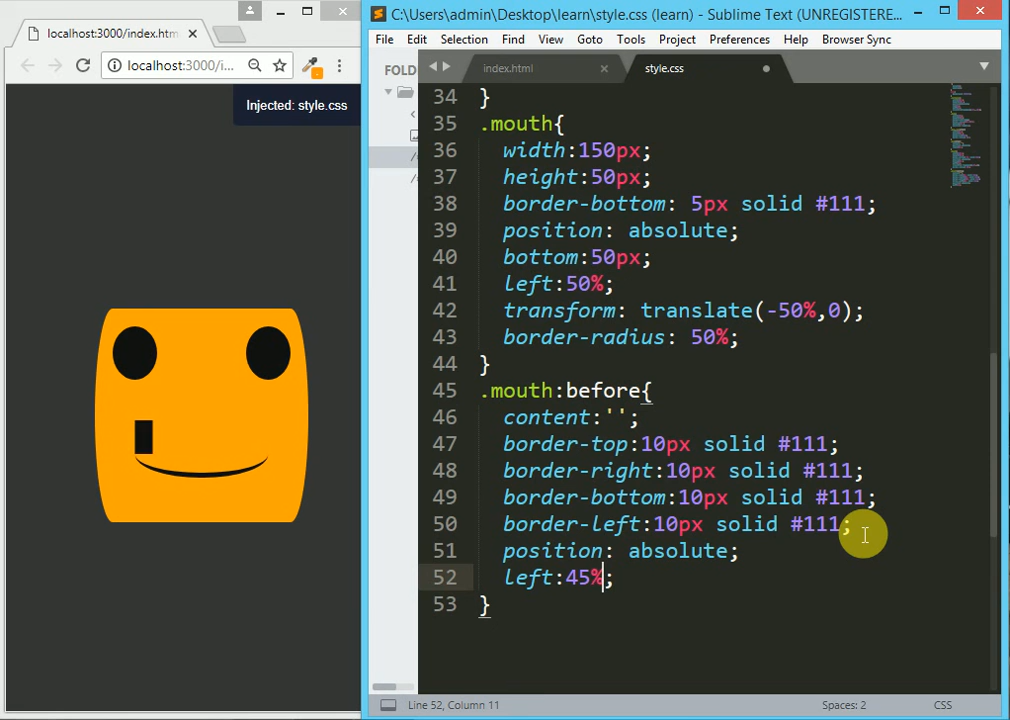 localhost:3000/index.htm
localhost:3000/i...
Injected: style.css
C:\Users\admin\Desktop\learn\style.css (learn) - Sublime Text (UNREGISTERE...
File Edit Selection Find View Goto Tools Project Preferences Help Browser Sync
FOLD
index.html
style.css
34 }
35 .mouth{
36 width:150px;
37 height:50px;
38 border-bottom: 5px solid #111;
39 position: absolute;
40 bottom:50px;
41 left:50%;
42 transform: translate(-50%,0);
43 border-radius: 50%;
44 }
45 .mouth:before{
46 content:'';
47 border-top:10px solid #111;
48 border-right:10px solid #111;
49 border-bottom:10px solid #111;
50 border-left:10px solid #111;
51 position: absolute;
52 left:45%;
53 }
Line 52, Column 11
Spaces: 2
CSS